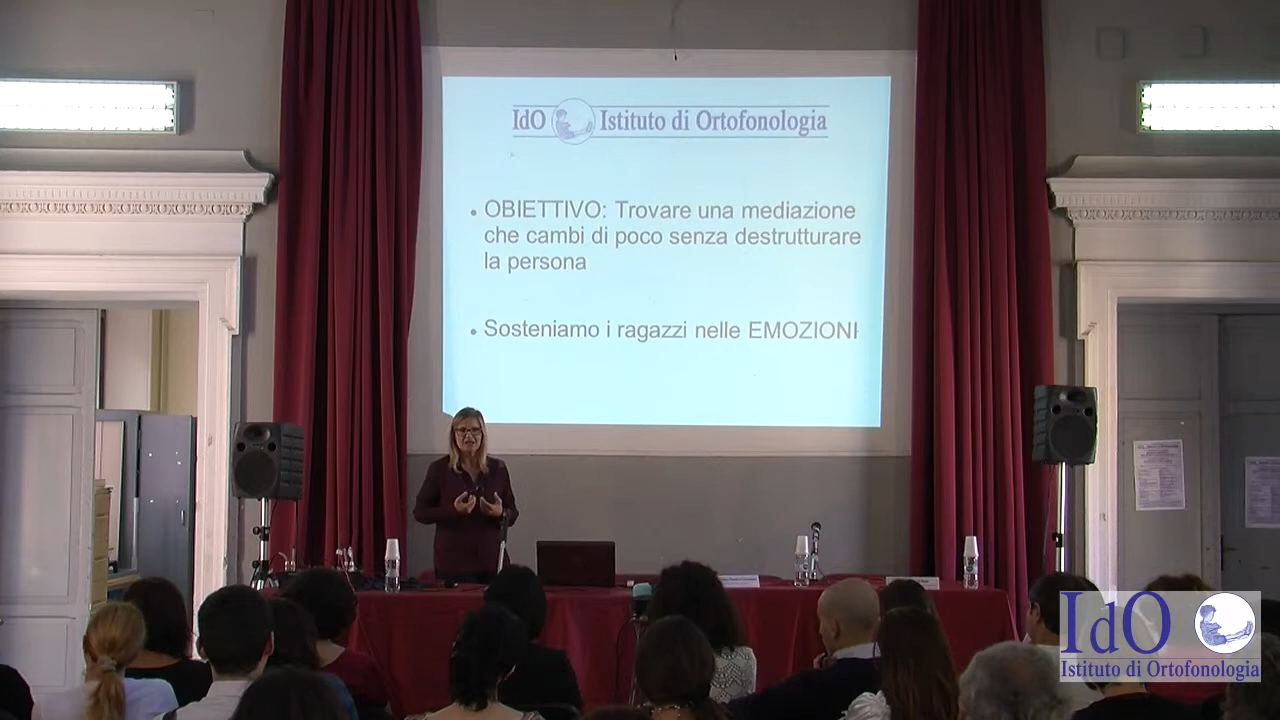 IdO Istituto di Ortofonologia
• OBIETTIVO: Trovare una mediazione
che cambi di poco senza destrutturare
la persona
• Sosteniamo i ragazzi nelle EMOZIONI
IdO
Istituto di Ortofonologia